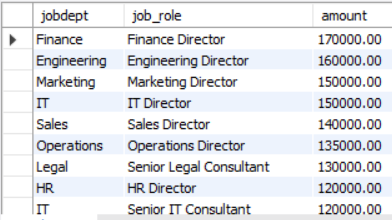 jobdept job_role amount
Finance Finance Director 170000.00
Engineering Engineering Director 160000.00
Marketing Marketing Director 150000.00
IT IT Director 150000.00
Sales Sales Director 140000.00
Operations Operations Director 135000.00
Legal Senior Legal Consultant 130000.00
HR HR Director 120000.00
IT Senior IT Consultant 120000.00